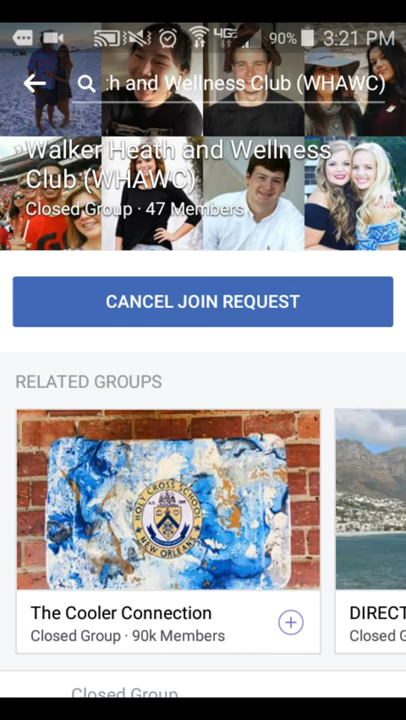 4G
90% 3:21 PM
:h and Wellness Club (WHAWC)
Walker Heath and Wellness
Club (WHAWC)
Closed Group · 47 Members
CANCEL JOIN REQUEST
RELATED GROUPS
HOLY CROSS SCHOOL
NEW ORLEANS
The Cooler Connection
Closed Group · 90k Members
DIRECT
Closed G
Closed Group